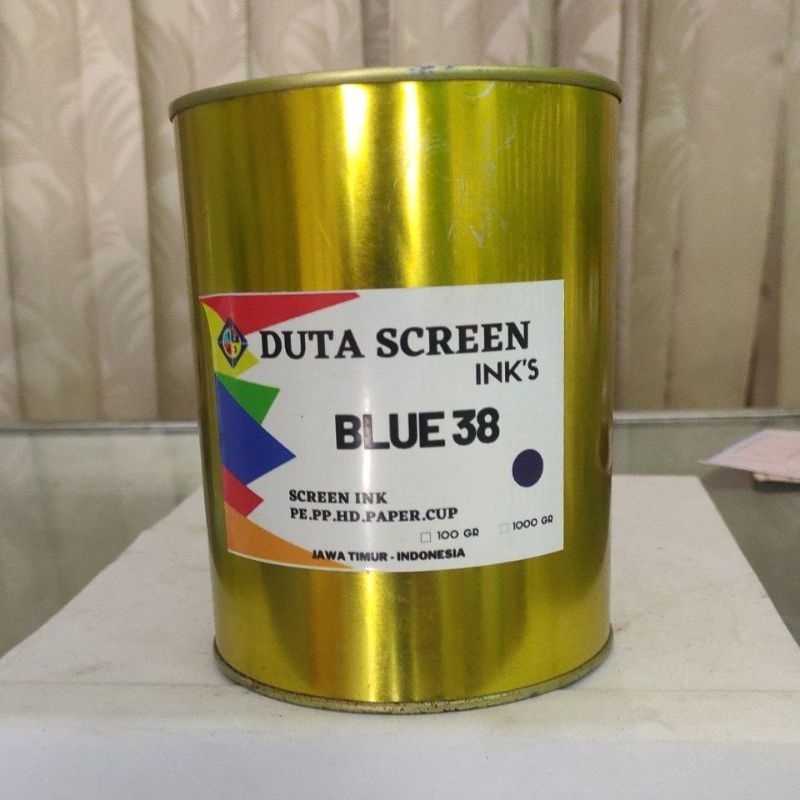 DUTA SCREEN
INK'S
BLUE 38
SCREEN INK
PE.PP.HD.PAPER.CUP
100 GR 1000 GR
JAWA TIMUR - INDONESIA